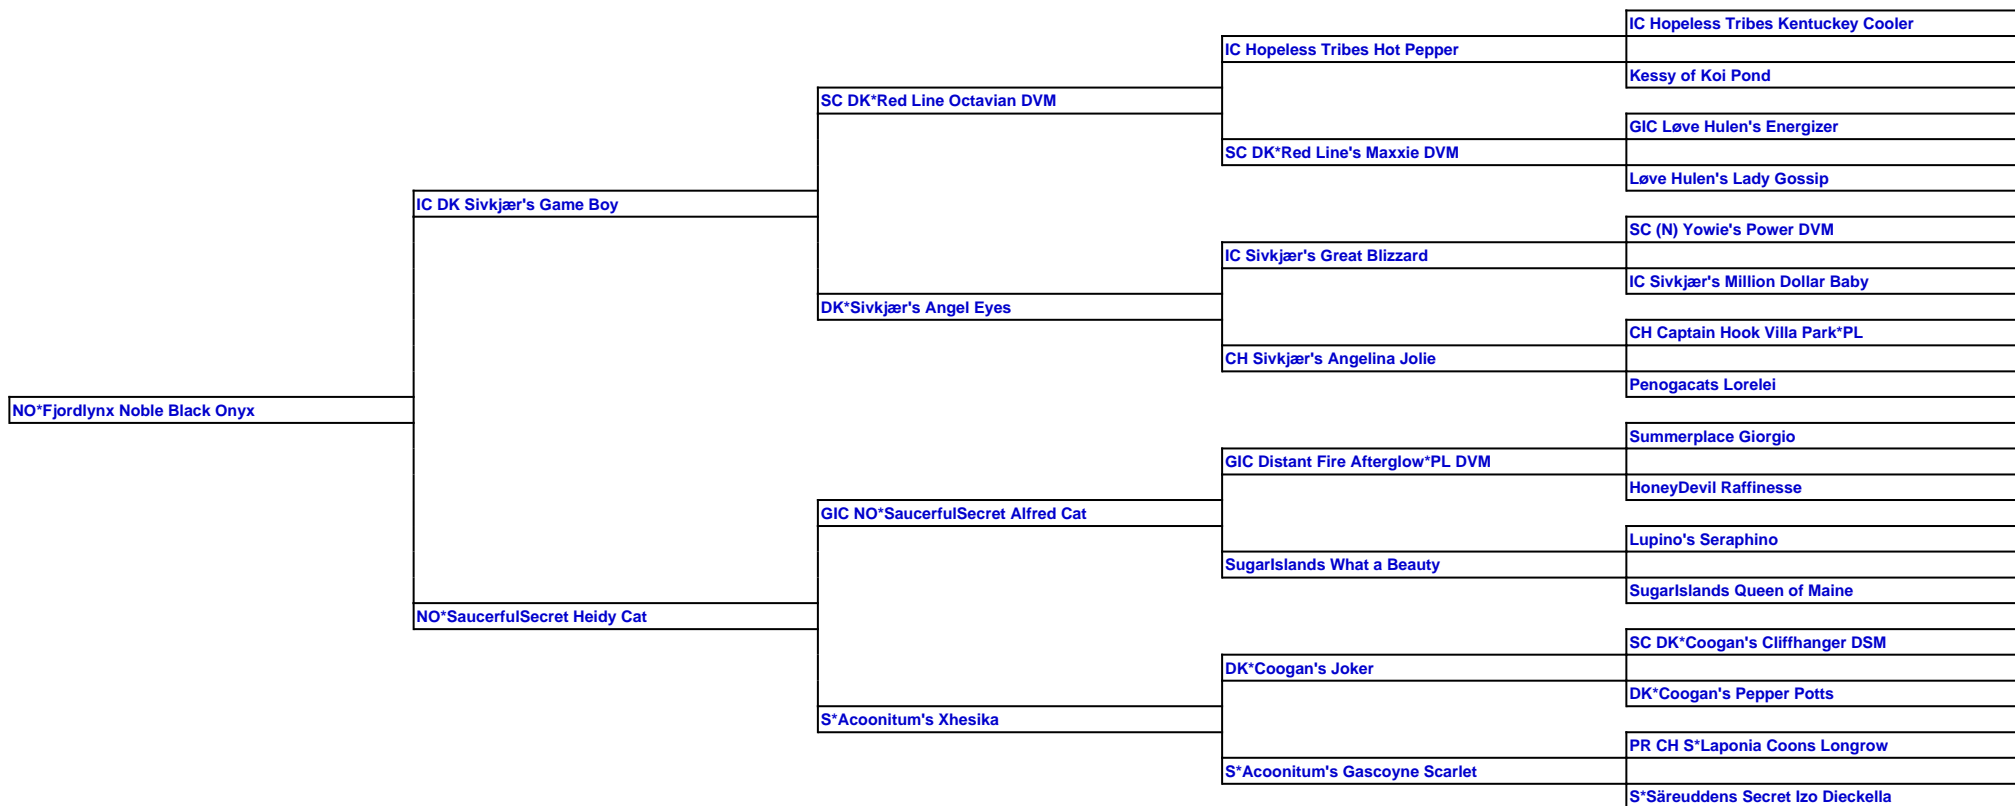 IC Hopeless Tribes Kentuckey Cooler
IC Hopeless Tribes Hot Pepper
Kessy of Koi Pond
SC DK*Red Line Octavian DVM
GIC Løve Hulen's Energizer
SC DK*Red Line's Maxxie DVM
Løve Hulen's Lady Gossip
IC DK Sivkjær's Game Boy
SC (N) Yowie's Power DVM
IC Sivkjær's Great Blizzard
IC Sivkjær's Million Dollar Baby
DK*Sivkjær's Angel Eyes
CH Captain Hook Villa Park*PL
CH Sivkjær's Angelina Jolie
Penogacats Lorelei
NO*Fjordlynx Noble Black Onyx
Summerplace Giorgio
GIC Distant Fire Afterglow*PL DVM
HoneyDevil Raffinesse
GIC NO*SaucerfulSecret Alfred Cat
Lupino's Seraphino
SugarIslands What a Beauty
SugarIslands Queen of Maine
NO*SaucerfulSecret Heidy Cat
SC DK*Coogan's Cliffhanger DSM
DK*Coogan's Joker
DK*Coogan's Pepper Potts
S*Acoonitum's Xhesika
PR CH S*Laponia Coons Longrow
S*Acoonitum's Gascoyne Scarlet
S*Säreuddens Secret Izo Dieckella